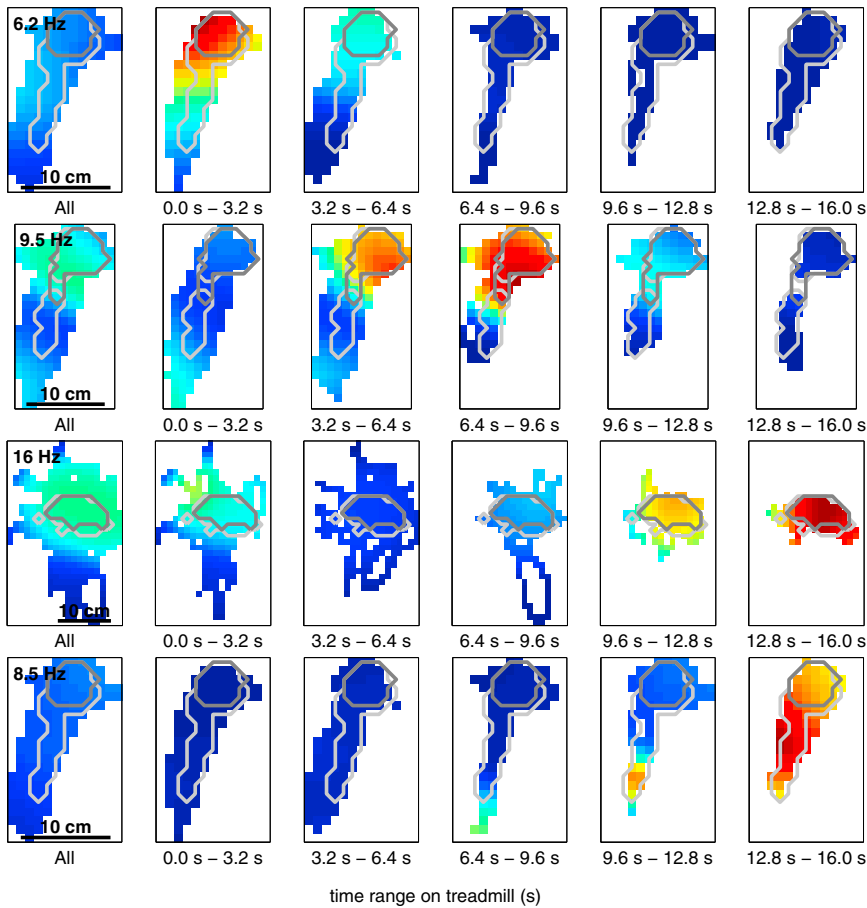 6.2 Hz
10 cm
All
0.0 s – 3.2 s
3.2 s – 6.4 s
6.4 s – 9.6 s
9.6 s – 12.8 s
12.8 s – 16.0 s
9.5 Hz
10 cm
All
0.0 s – 3.2 s
3.2 s – 6.4 s
6.4 s – 9.6 s
9.6 s – 12.8 s
12.8 s – 16.0 s
16 Hz
10 cm
All
0.0 s – 3.2 s
3.2 s – 6.4 s
6.4 s – 9.6 s
9.6 s – 12.8 s
12.8 s – 16.0 s
8.5 Hz
10 cm
All
0.0 s – 3.2 s
3.2 s – 6.4 s
6.4 s – 9.6 s
9.6 s – 12.8 s
12.8 s – 16.0 s
time range on treadmill (s)